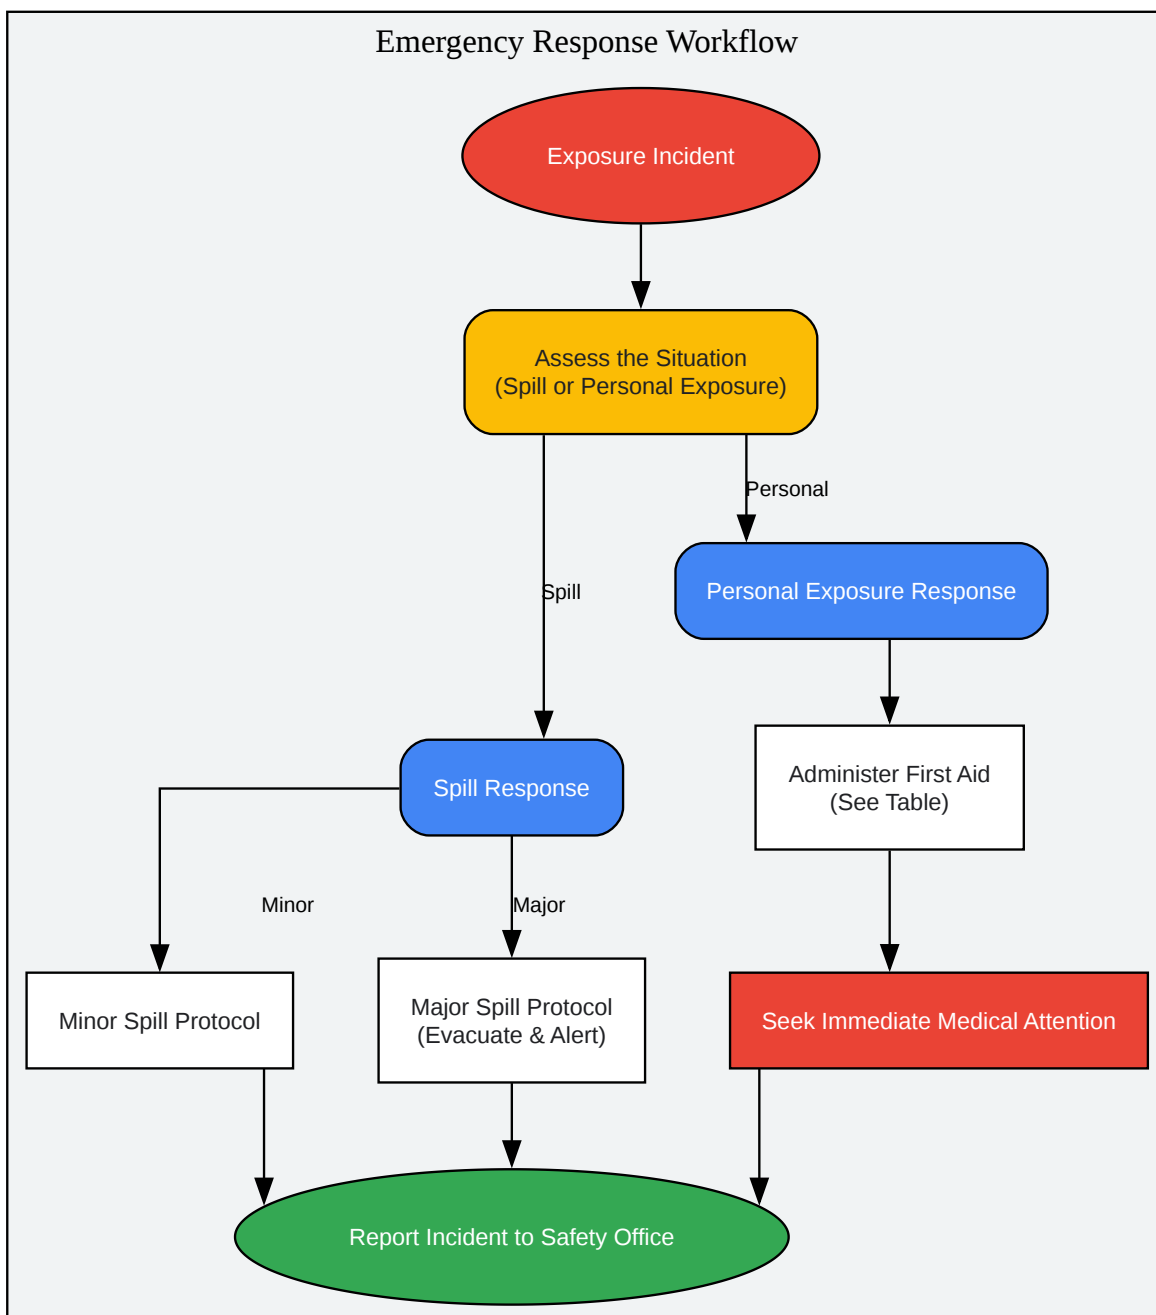 Emergency Response Workflow
Exposure Incident
Assess the Situation
(Spill or Personal Exposure)
Personal
Personal Exposure Response
Spill
Administer First Aid
(See Table)
Spill Response
Minor
Major
Minor Spill Protocol
Major Spill Protocol
(Evacuate & Alert)
Seek Immediate Medical Attention
Report Incident to Safety Office